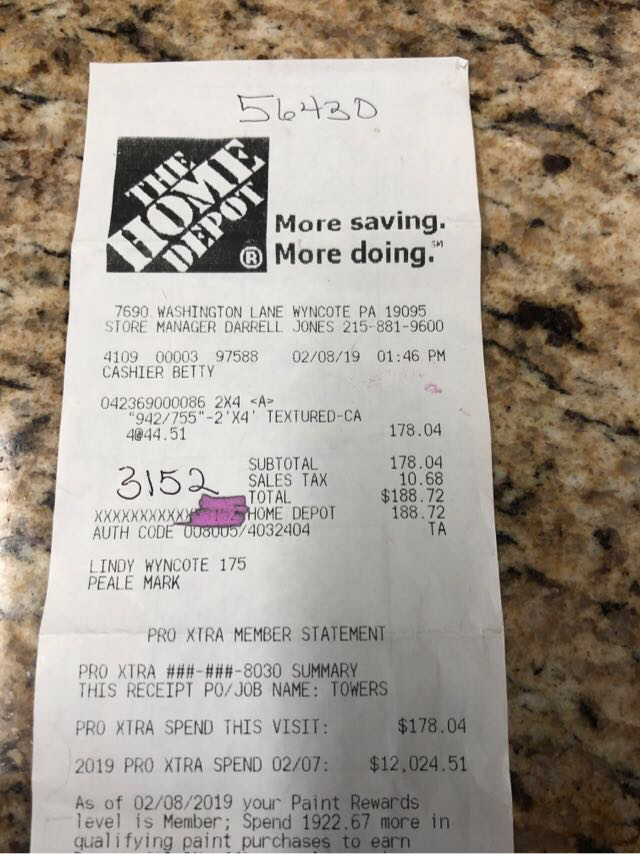 56430
THE
HOME
DEPOT
®
More saving.
More doing.℠
7690 WASHINGTON LANE WYNCOTE PA 19095
STORE MANAGER DARRELL JONES 215-881-9600
4109 00003 97588 02/08/19 01:46 PM
CASHIER BETTY
042369000086 2X4 <A>
"942/755"-2'X4' TEXTURED-CA
4@44.51 178.04
SUBTOTAL 178.04
3152 SALES TAX 10.68
TOTAL $188.72
XXXXXXXXXXXX HOME DEPOT 188.72
AUTH CODE 008005/4032404 TA
LINDY WYNCOTE 175
PEALE MARK
PRO XTRA MEMBER STATEMENT
PRO XTRA ###-###-8030 SUMMARY
THIS RECEIPT PO/JOB NAME: TOWERS
PRO XTRA SPEND THIS VISIT: $178.04
2019 PRO XTRA SPEND 02/07: $12,024.51
As of 02/08/2019 your Paint Rewards
level is Member; Spend 1922.67 more in
qualifying paint purchases to earn